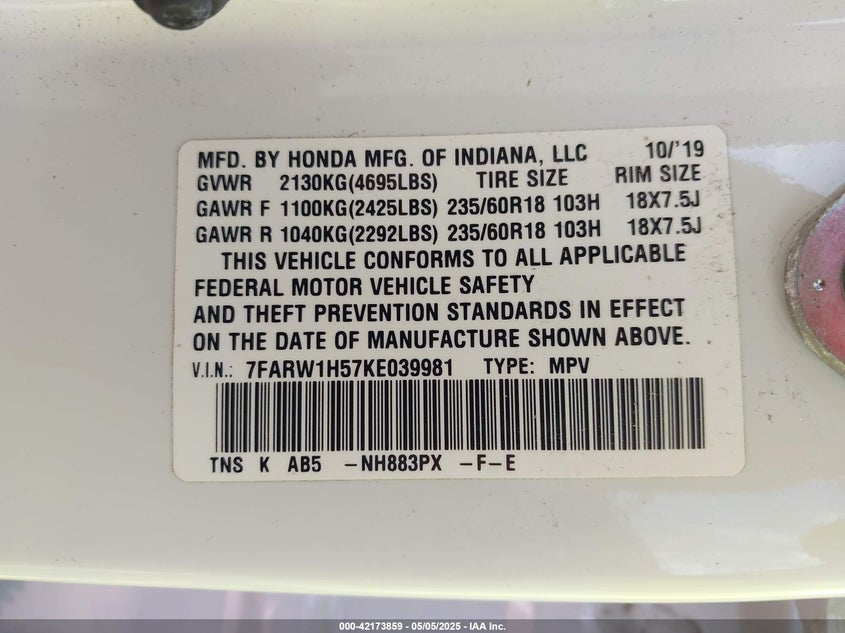 MFD. BY HONDA MFG. OF INDIANA, LLC 10/'19
GVWR 2130KG(4695LBS) TIRE SIZE RIM SIZE
GAWR F 1100KG(2425LBS) 235/60R18 103H 18X7.5J
GAWR R 1040KG(2292LBS) 235/60R18 103H 18X7.5J
THIS VEHICLE CONFORMS TO ALL APPLICABLE
FEDERAL MOTOR VEHICLE SAFETY
AND THEFT PREVENTION STANDARDS IN EFFECT
ON THE DATE OF MANUFACTURE SHOWN ABOVE.
V.I.N.: 7FARW1H57KE039981 TYPE: MPV
TNS K AB5 -NH883PX -F-E
000-42173859 - 05/05/2025 - IAA Inc.